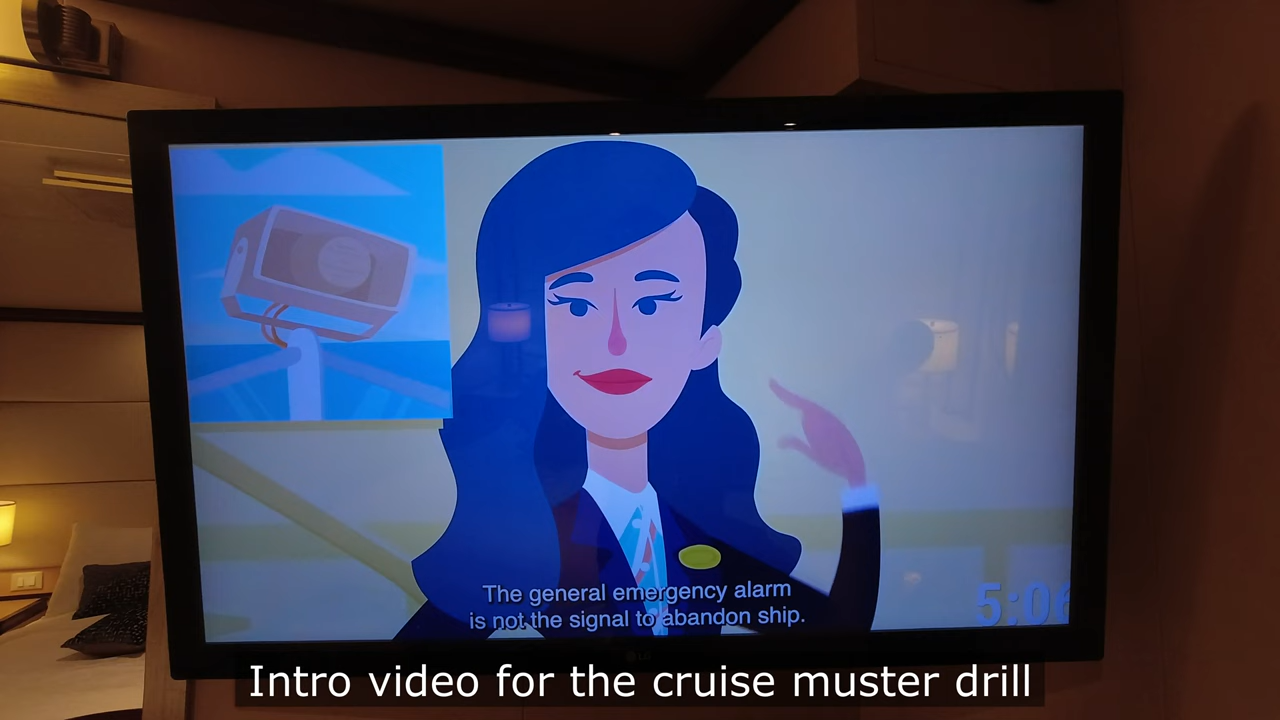 The general emergency alarm
is not the signal to abandon ship.
5:06
LG
Intro video for the cruise muster drill